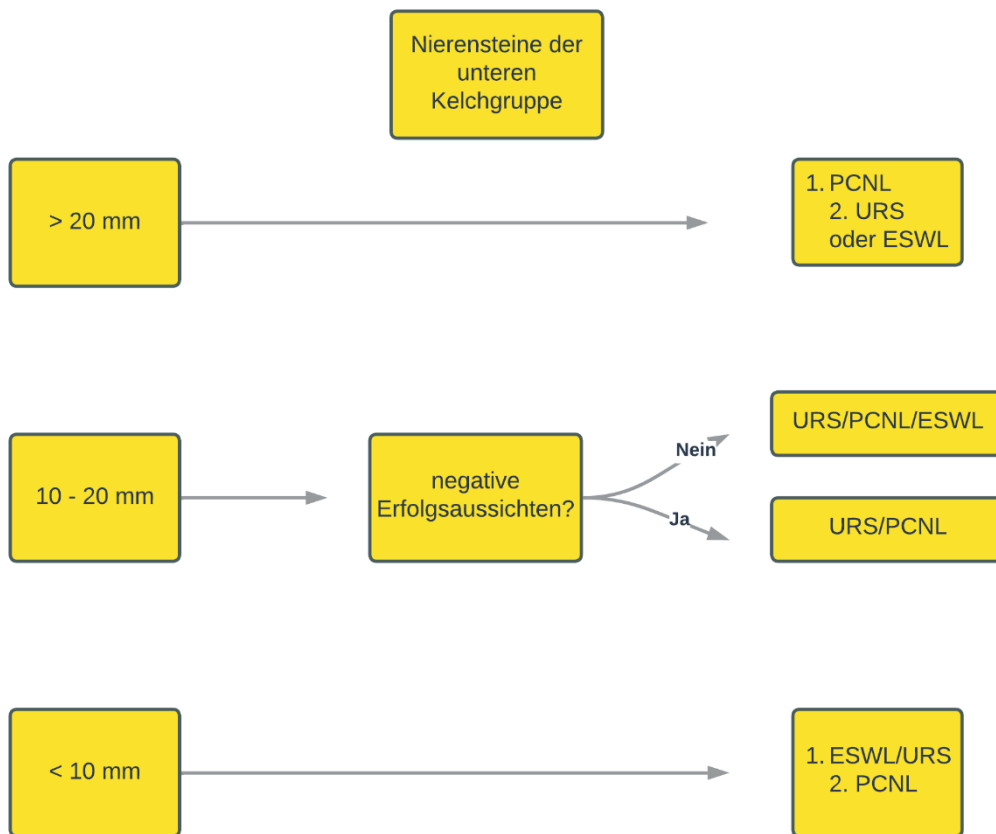 Nierensteine der
unteren
Kelchgruppe
> 20 mm
1. PCNL
2. URS
oder ESWL
10 - 20 mm
negative
Erfolgsaussichten?
Nein
Ja
URS/PCNL/ESWL
URS/PCNL
< 10 mm
1. ESWL/URS
2. PCNL